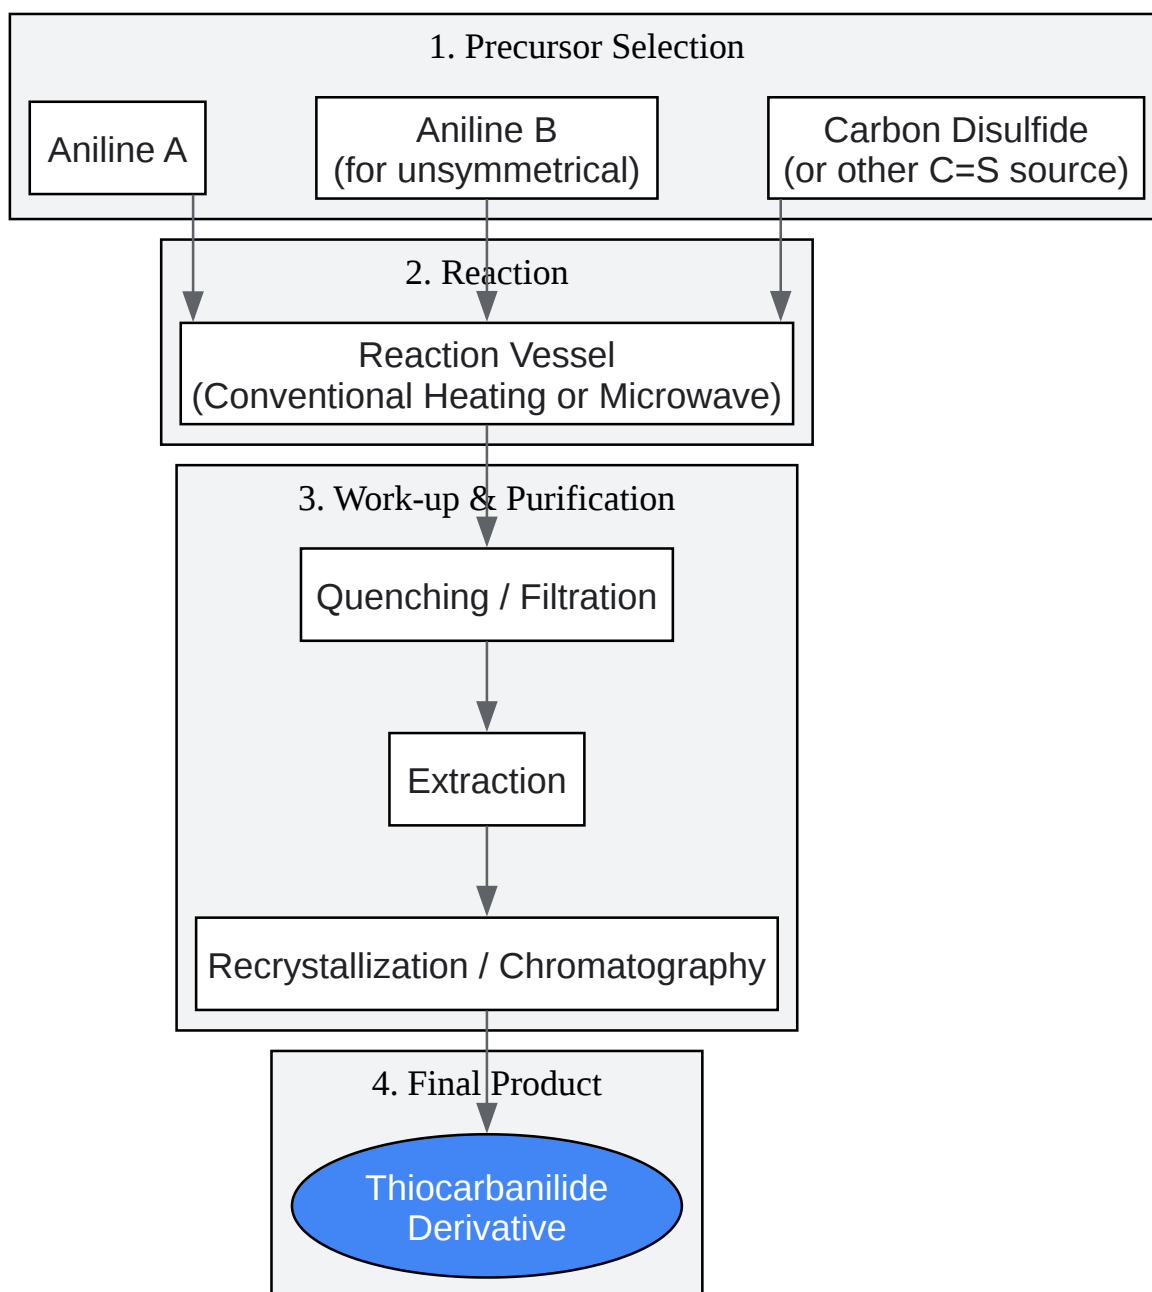 1. Precursor Selection
Aniline A
Aniline B
(for unsymmetrical)
Carbon Disulfide
(or other C=S source)
2. Reaction
Reaction Vessel
(Conventional Heating or Microwave)
3. Work-up & Purification
Quenching / Filtration
Extraction
Recrystallization / Chromatography
4. Final Product
Thiocarbanilide
Derivative